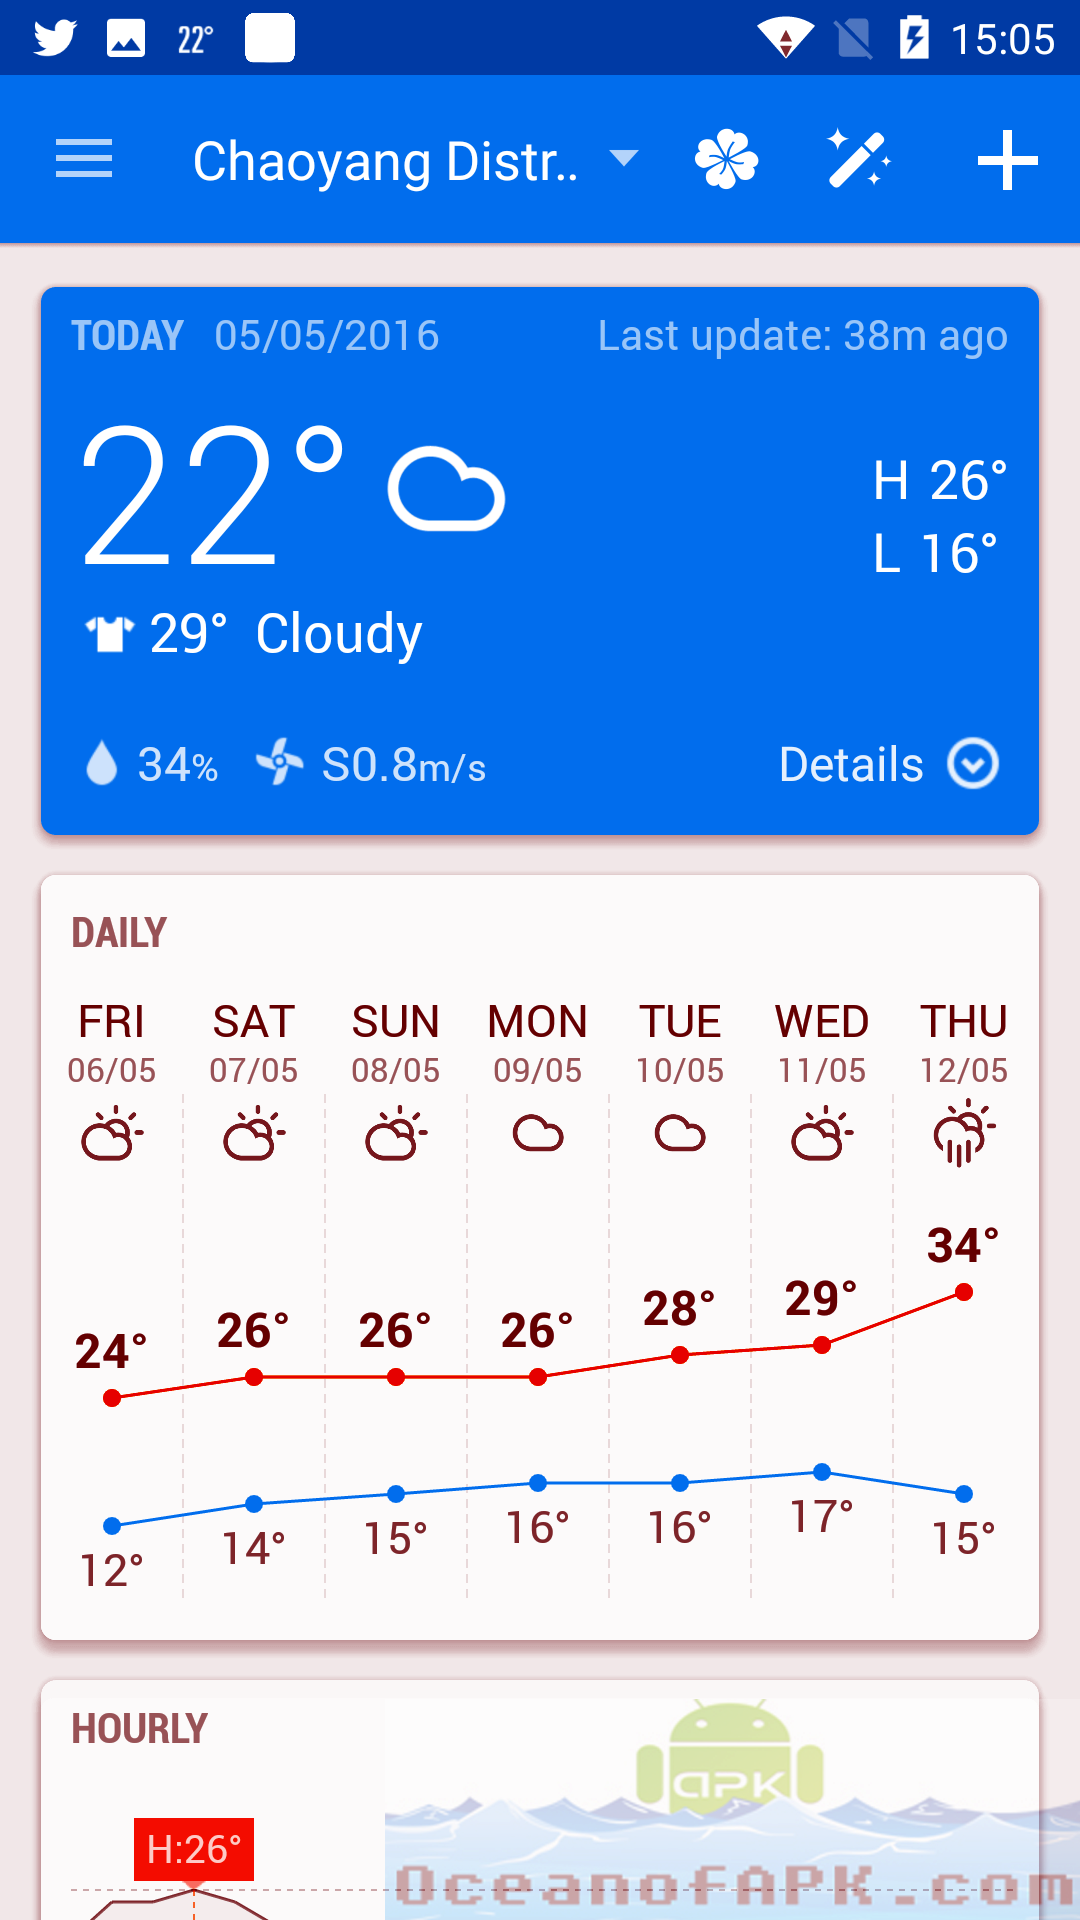 22° 15:05
Chaoyang Distr..
TODAY 05/05/2016 Last update: 38m ago
22°
H 26°
L 16°
29° Cloudy
34% S0.8m/s Details
DAILY
FRI SAT SUN MON TUE WED THU
06/05 07/05 08/05 09/05 10/05 11/05 12/05
24° 26° 26° 26° 28° 29° 34°
12° 14° 15° 16° 16° 17° 15°
HOURLY
APK
H:26°
OceanofAPK.com